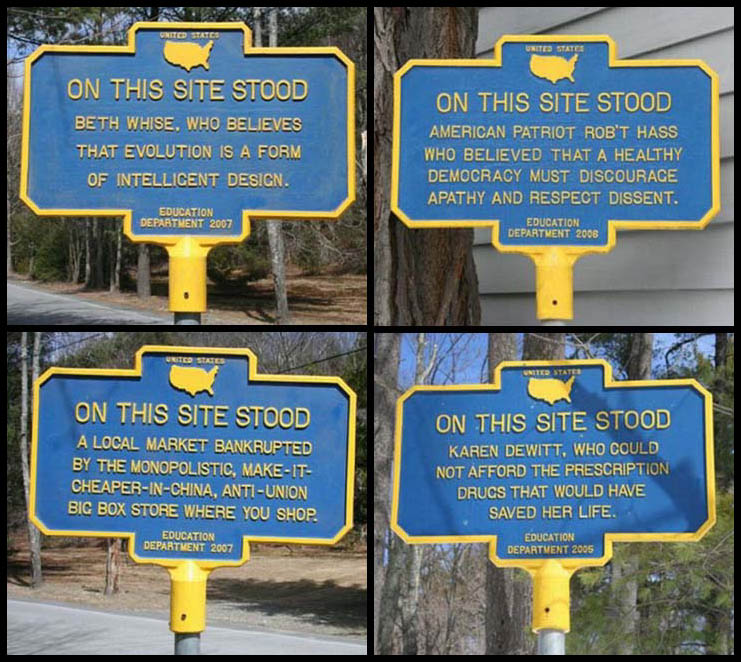 UNITED STATES
ON THIS SITE STOOD
BETH WHISE, WHO BELIEVES
THAT EVOLUTION IS A FORM
OF INTELLIGENT DESIGN.
EDUCATION
DEPARTMENT 2007
UNITED STATES
ON THIS SITE STOOD
AMERICAN PATRIOT ROB'T HASS
WHO BELIEVED THAT A HEALTHY
DEMOCRACY MUST DISCOURAGE
APATHY AND RESPECT DISSENT.
EDUCATION
DEPARTMENT 2006
UNITED STATES
ON THIS SITE STOOD
A LOCAL MARKET BANKRUPTED
BY THE MONOPOLISTIC, MAKE-IT-
CHEAPER-IN-CHINA, ANTI-UNION
BIG BOX STORE WHERE YOU SHOP.
EDUCATION
DEPARTMENT 2007
UNITED STATES
ON THIS SITE STOOD
KAREN DEWITT, WHO COULD
NOT AFFORD THE PRESCRIPTION
DRUGS THAT WOULD HAVE
SAVED HER LIFE.
EDUCATION
DEPARTMENT 2005